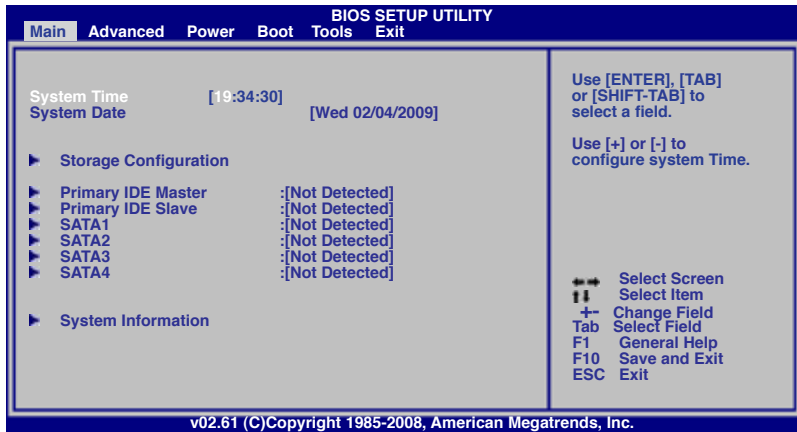 BIOS SETUP UTILITY
Main Advanced Power Boot Tools Exit
System Time [19:34:30]
System Date [Wed 02/04/2009]
Storage Configuration
Primary IDE Master :[Not Detected]
Primary IDE Slave :[Not Detected]
SATA1 :[Not Detected]
SATA2 :[Not Detected]
SATA3 :[Not Detected]
SATA4 :[Not Detected]
System Information
Use [ENTER], [TAB]
or [SHIFT-TAB] to
select a field.
Use [+] or [-] to
configure system Time.
Select Screen
Select Item
+- Change Field
Tab Select Field
F1 General Help
F10 Save and Exit
ESC Exit
v02.61 (C)Copyright 1985-2008, American Megatrends, Inc.